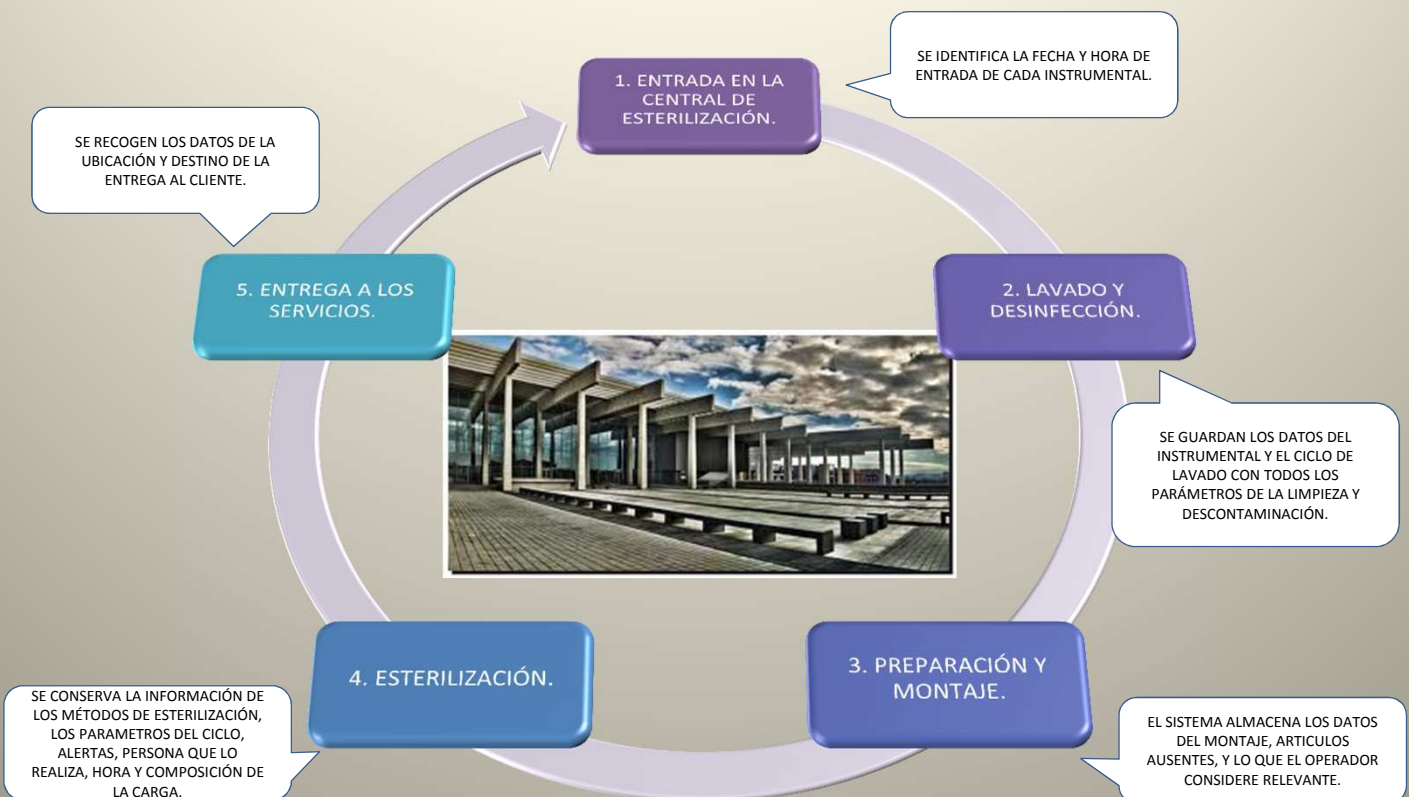 1. ENTRADA EN LA
CENTRAL DE
ESTERILIZACIÓN.
SE IDENTIFICA LA FECHA Y HORA DE
ENTRADA DE CADA INSTRUMENTAL.
2. LAVADO Y
DESINFECCIÓN.
SE GUARDAN LOS DATOS DEL
INSTRUMENTAL Y EL CICLO DE
LAVADO CON TODOS LOS
PARÁMETROS DE LA LIMPIEZA Y
DESCONTAMINACIÓN.
3. PREPARACIÓN Y
MONTAJE.
EL SISTEMA ALMACENA LOS DATOS
DEL MONTAJE, ARTICULOS
AUSENTES, Y LO QUE EL OPERADOR
CONSIDERE RELEVANTE.
4. ESTERILIZACIÓN.
SE CONSERVA LA INFORMACIÓN DE
LOS MÉTODOS DE ESTERILIZACIÓN,
LOS PARAMETROS DEL CICLO,
ALERTAS, PERSONA QUE LO
REALIZA, HORA Y COMPOSICIÓN DE
LA CARGA.
5. ENTREGA A LOS
SERVICIOS.
SE RECOGEN LOS DATOS DE LA
UBICACIÓN Y DESTINO DE LA
ENTREGA AL CLIENTE.